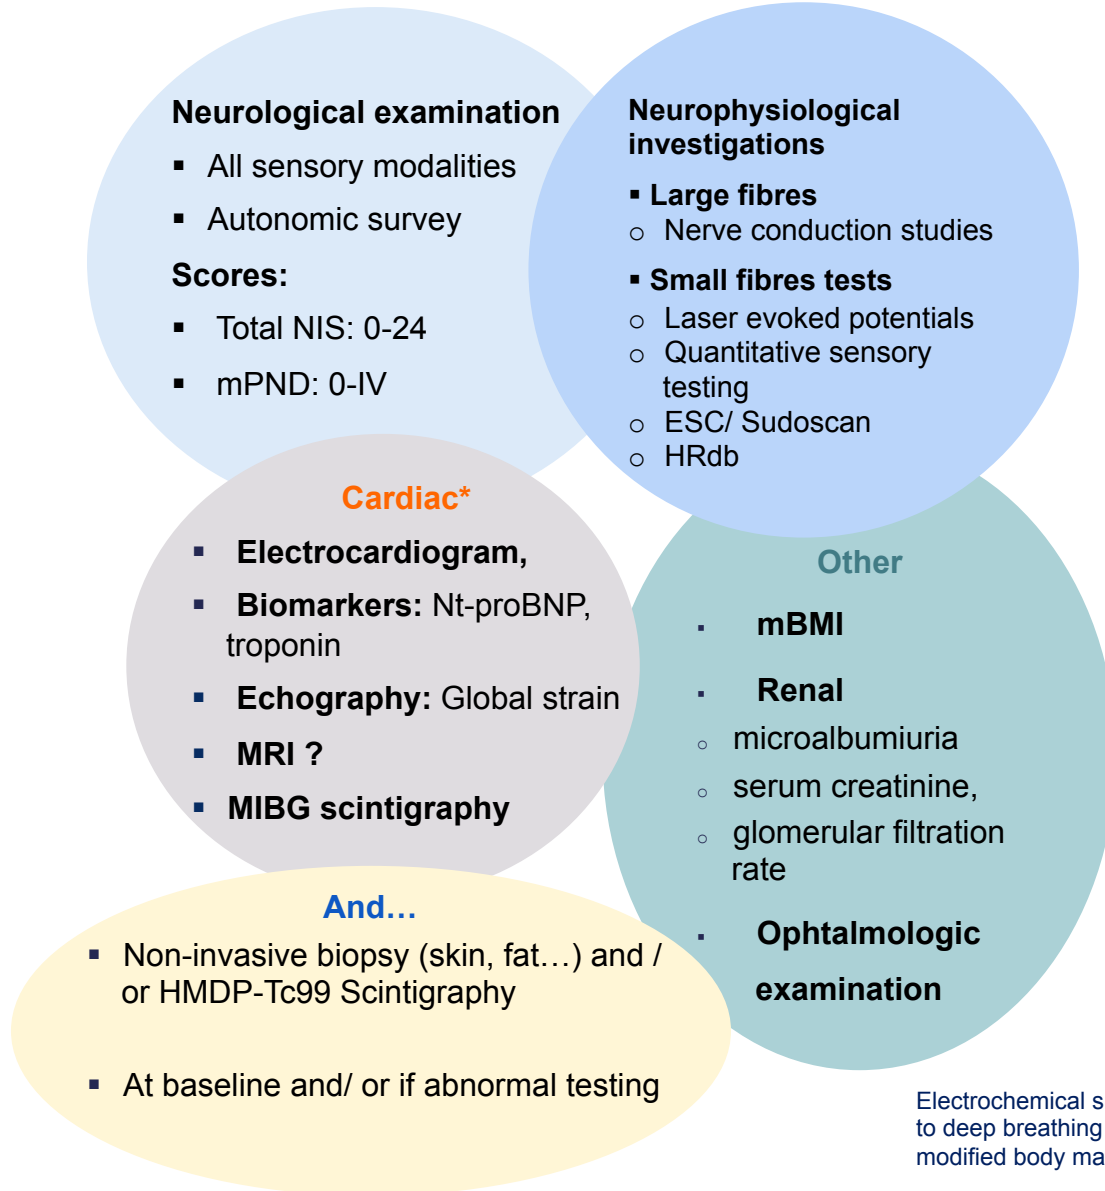 Neurological examination
▪ All sensory modalities
▪ Autonomic survey
Scores:
▪ Total NIS: 0-24
▪ mPND: 0-IV
Neurophysiological
investigations
▪ Large fibres
○ Nerve conduction studies
▪ Small fibres tests
○ Laser evoked potentials
○ Quantitative sensory
testing
○ ESC/ Sudoscan
○ HRdb
Cardiac*
▪ Electrocardiogram,
▪ Biomarkers: Nt-proBNP,
troponin
▪ Echography: Global strain
▪ MRI ?
▪ MIBG scintigraphy
Other
▪ mBMI
▪ Renal
○ microalbumiuria
○ serum creatinine,
○ glomerular filtration
rate
▪ Ophtalmologic
examination
And…
▪ Non-invasive biopsy (skin, fat…) and /
or HMDP-Tc99 Scintigraphy
▪ At baseline and/ or if abnormal testing
Electrochemical s
to deep breathing
modified body ma